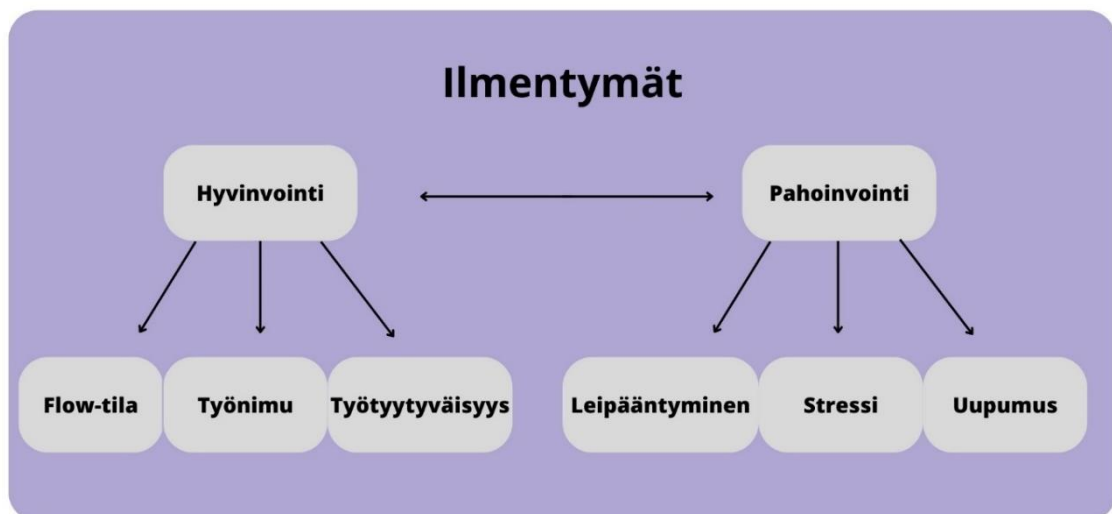 Ilmentymät
Hyvinvointi
Pahoinvointi
Flow-tila
Työnimu
Työtyytyväisyys
Leipääntyminen
Stressi
Uupumus